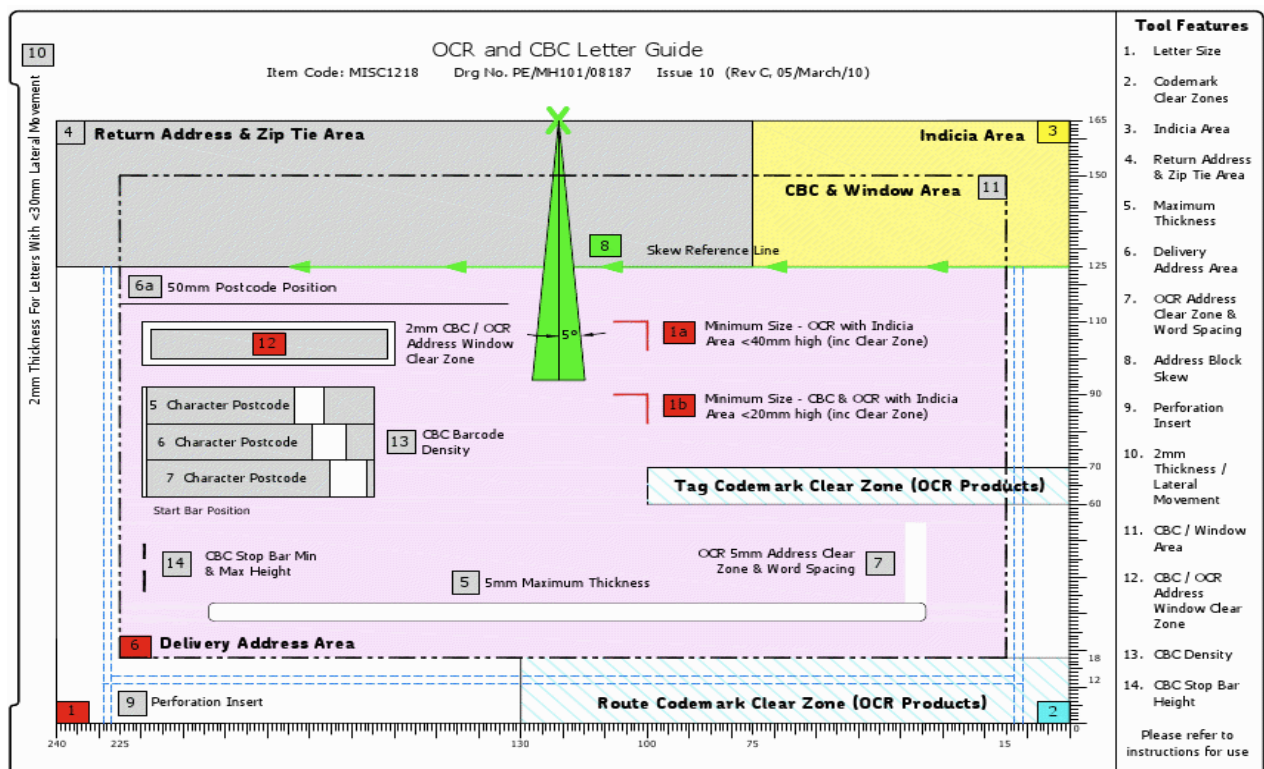 OCR and CBC Letter Guide
Item Code: MISC1218 Drg No. PE/MH101/08187 Issue 10 (Rev C, 05/March/10)
10
2mm Thickness For Letters With <30mm Lateral Movement
4 Return Address & Zip Tie Area
Indicia Area 3
165
150
CBC & Window Area 11
8 Skew Reference Line
125
6a 50mm Postcode Position
12
2mm CBC / OCR
Address Window
Clear Zone
5°
110
1a Minimum Size - OCR with Indicia
Area <40mm high (inc Clear Zone)
90
1b Minimum Size - CBC & OCR with Indicia
Area <20mm high (inc Clear Zone)
5 Character Postcode
6 Character Postcode
7 Character Postcode
13 CBC Barcode
Density
Start Bar Position
70
Tag Codemark Clear Zone (OCR Products)
60
14 CBC Stop Bar Min
& Max Height
OCR 5mm Address Clear
Zone & Word Spacing 7
5 5mm Maximum Thickness
6 Delivery Address Area
18
12
1
9 Perforation Insert
Route Codemark Clear Zone (OCR Products)
2
0
240 225 130 100 75 15
Tool Features
1. Letter Size
2. Codemark
Clear Zones
3. Indicia Area
4. Return Address
& Zip Tie Area
5. Maximum
Thickness
6. Delivery
Address Area
7. OCR Address
Clear Zone &
Word Spacing
8. Address Block
Skew
9. Perforation
Insert
10. 2mm
Thickness /
Lateral
Movement
11. CBC / Window
Area
12. CBC / OCR
Address
Window Clear
Zone
13. CBC Density
14. CBC Stop Bar
Height
Please refer to
instructions for use